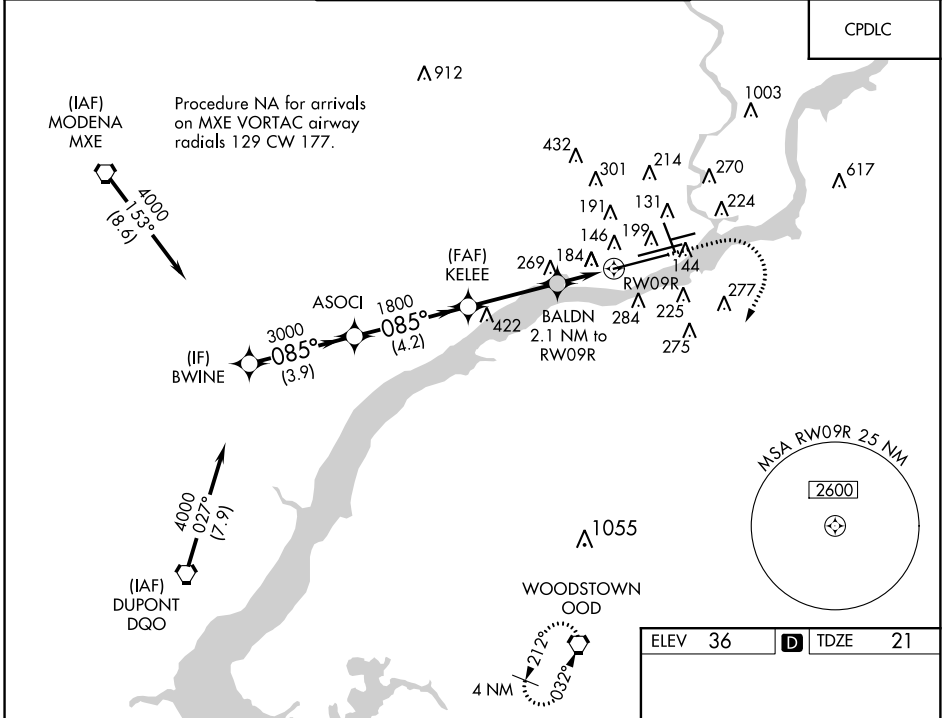 CPDLC
912
(IAF)
MODENA
MXE
Procedure NA for arrivals
on MXE VORTAC airway
radials 129 CW 177.
1003
432
301
214
270
617
4000
153°
(8.6)
191
131
224
146
199
(FAF)
KELEE
269
184
144
RW09R
ASOCI
1800
085°
(4.2)
3000
085°
(3.9)
422
BALDN
2.1 NM to
RW09R
284
225
277
275
(IF)
BWINE
MSA RW09R 25 NM
2600
4000
027°
(7.9)
1055
(IAF)
DUPONT
DQO
WOODSTOWN
OOD
212°
032°
4 NM
ELEV 36 D TDZE 21